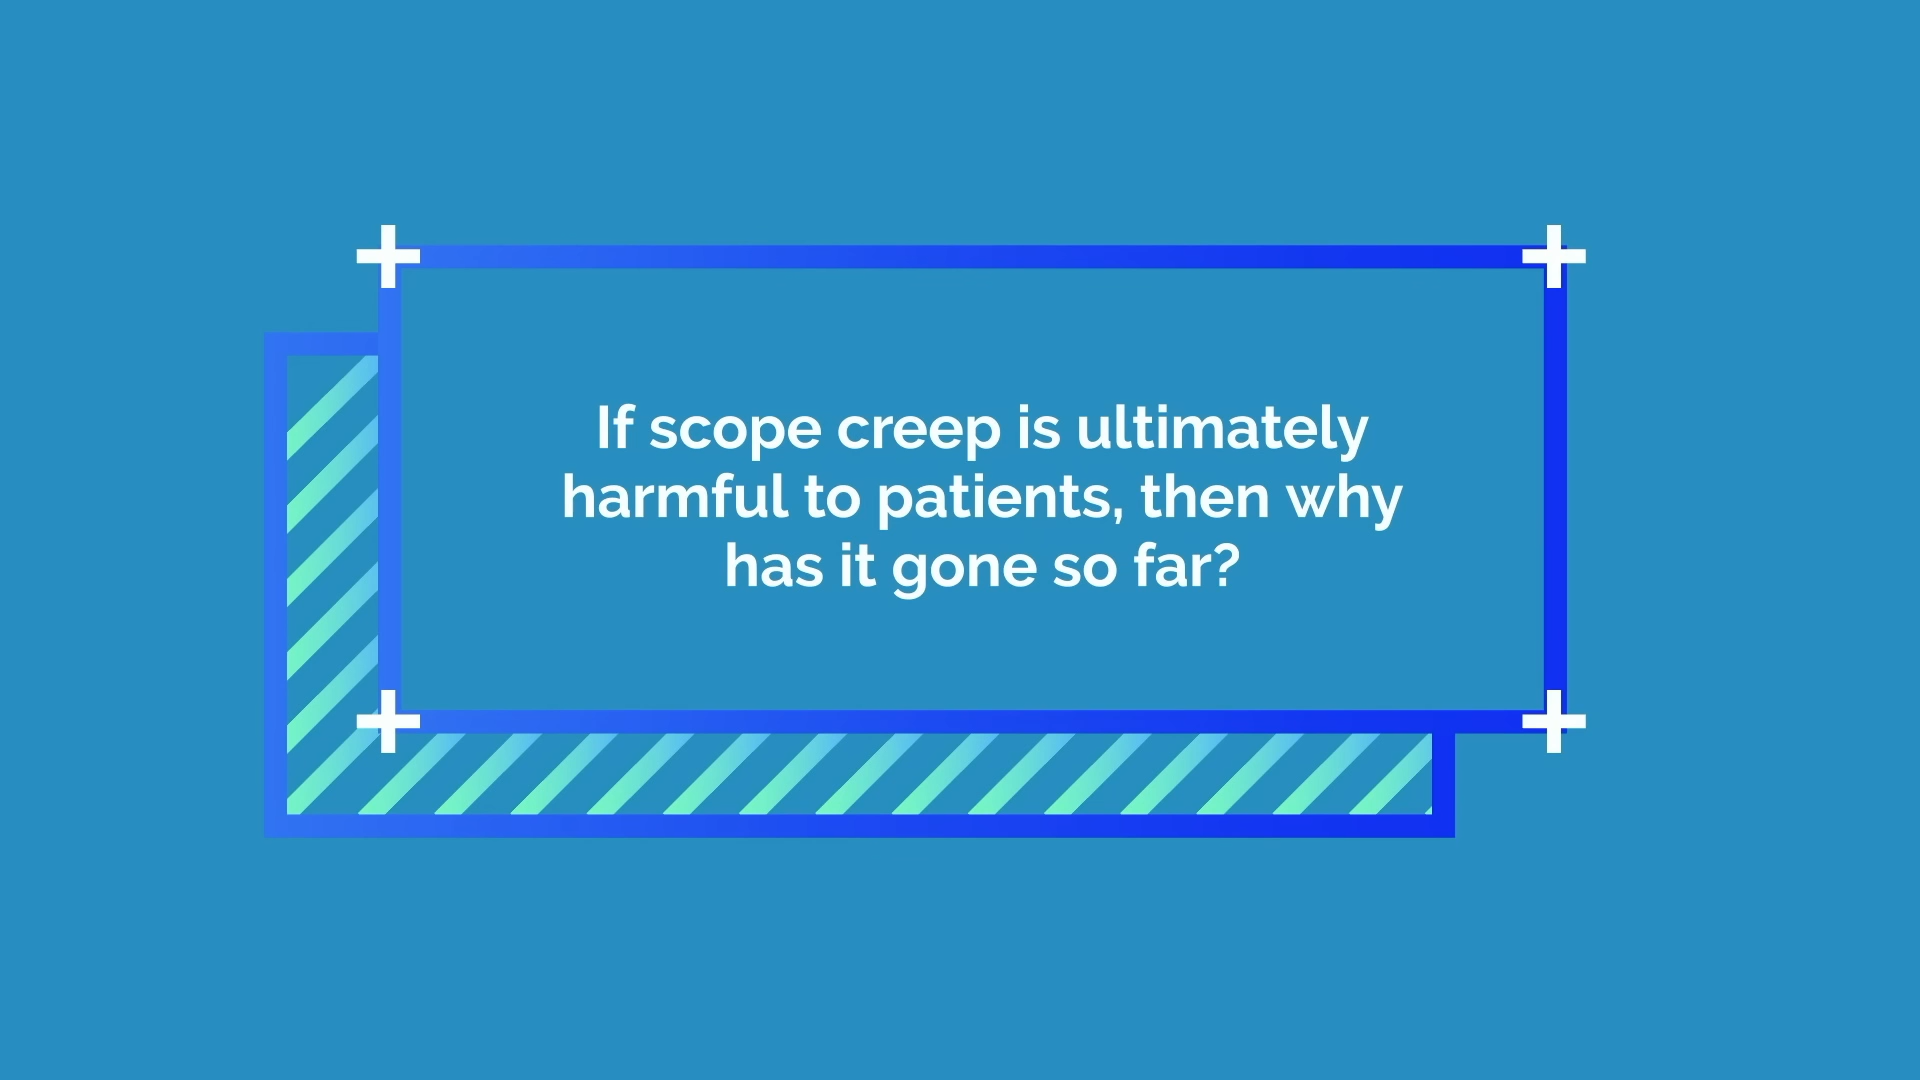 If scope creep is ultimately
harmful to patients, then why
has it gone so far?